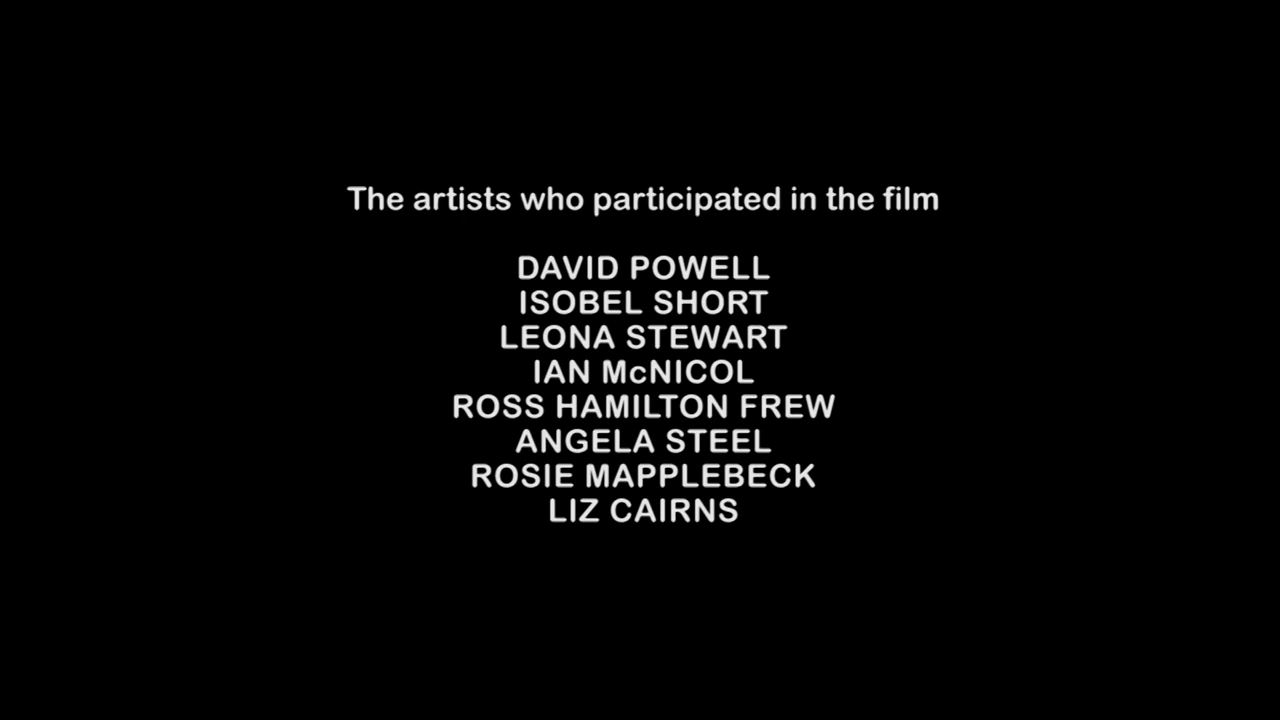 The artists who participated in the film
DAVID POWELL
ISOBEL SHORT
LEONA STEWART
IAN McNICOL
ROSS HAMILTON FREW
ANGELA STEEL
ROSIE MAPPLEBECK
LIZ CAIRNS